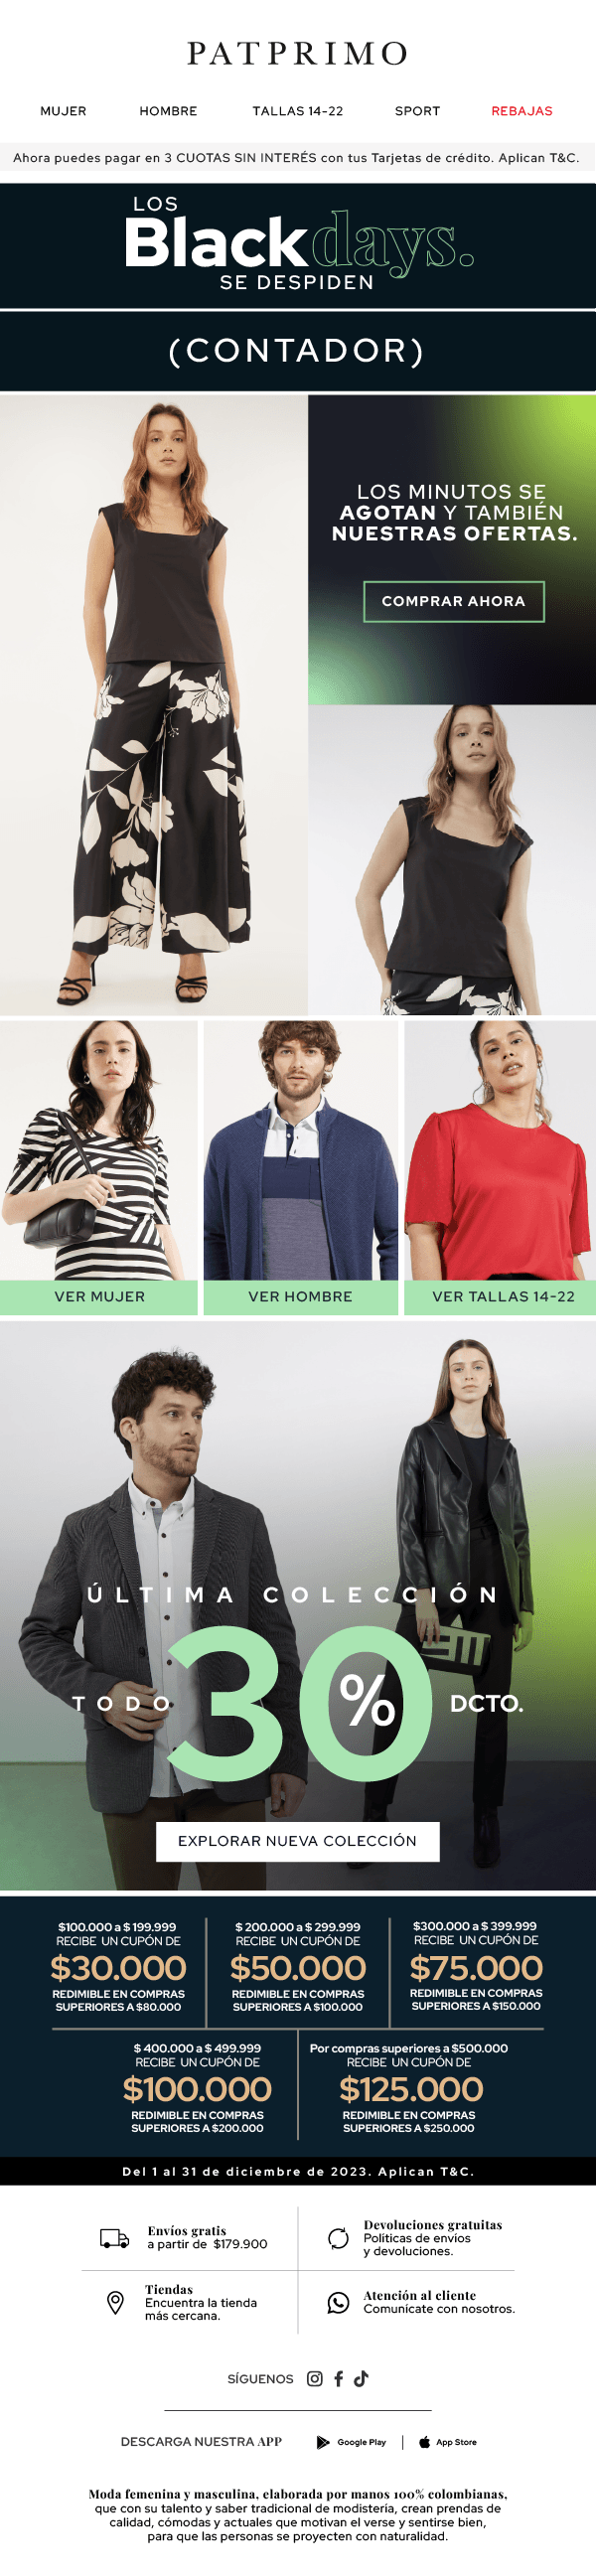 PATPRIMO
MUJER HOMBRE TALLAS 14-22 SPORT REBAJAS
Ahora puedes pagar en 3 CUOTAS SIN INTERÉS con tus Tarjetas de crédito. Aplican T&C.
LOS
Blackdays.
SE DESPIDEN
(CONTADOR)
LOS MINUTOS SE
AGOTAN Y TAMBIÉN
NUESTRAS OFERTAS.
COMPRAR AHORA
VER MUJER VER HOMBRE VER TALLAS 14-22
ÚLTIMA COLECCIÓN
TODO 30% DCTO.
EXPLORAR NUEVA COLECCIÓN
$100.000 a $ 199.999
RECIBE UN CUPÓN DE
$30.000
REDIMIBLE EN COMPRAS
SUPERIORES A $80.000
$ 200.000 a $ 299.999
RECIBE UN CUPÓN DE
$50.000
REDIMIBLE EN COMPRAS
SUPERIORES A $100.000
$300.000 a $ 399.999
RECIBE UN CUPÓN DE
$75.000
REDIMIBLE EN COMPRAS
SUPERIORES A $150.000
$ 400.000 a $ 499.999
RECIBE UN CUPÓN DE
$100.000
REDIMIBLE EN COMPRAS
SUPERIORES A $200.000
Por compras superiores a $500.000
RECIBE UN CUPÓN DE
$125.000
REDIMIBLE EN COMPRAS
SUPERIORES A $250.000
Del 1 al 31 de diciembre de 2023. Aplican T&C.
Envíos gratis
a partir de $179.900
Devoluciones gratuitas
Políticas de envíos
y devoluciones.
Tiendas
Encuentra la tienda
más cercana.
Atención al cliente
Comunícate con nosotros.
SÍGUENOS
DESCARGA NUESTRA APP Google Play App Store
Moda femenina y masculina, elaborada por manos 100% colombianas,
que con su talento y saber tradicional de modistería, crean prendas de
calidad, cómodas y actuales que motivan el verse y sentirse bien,
para que las personas se proyecten con naturalidad.